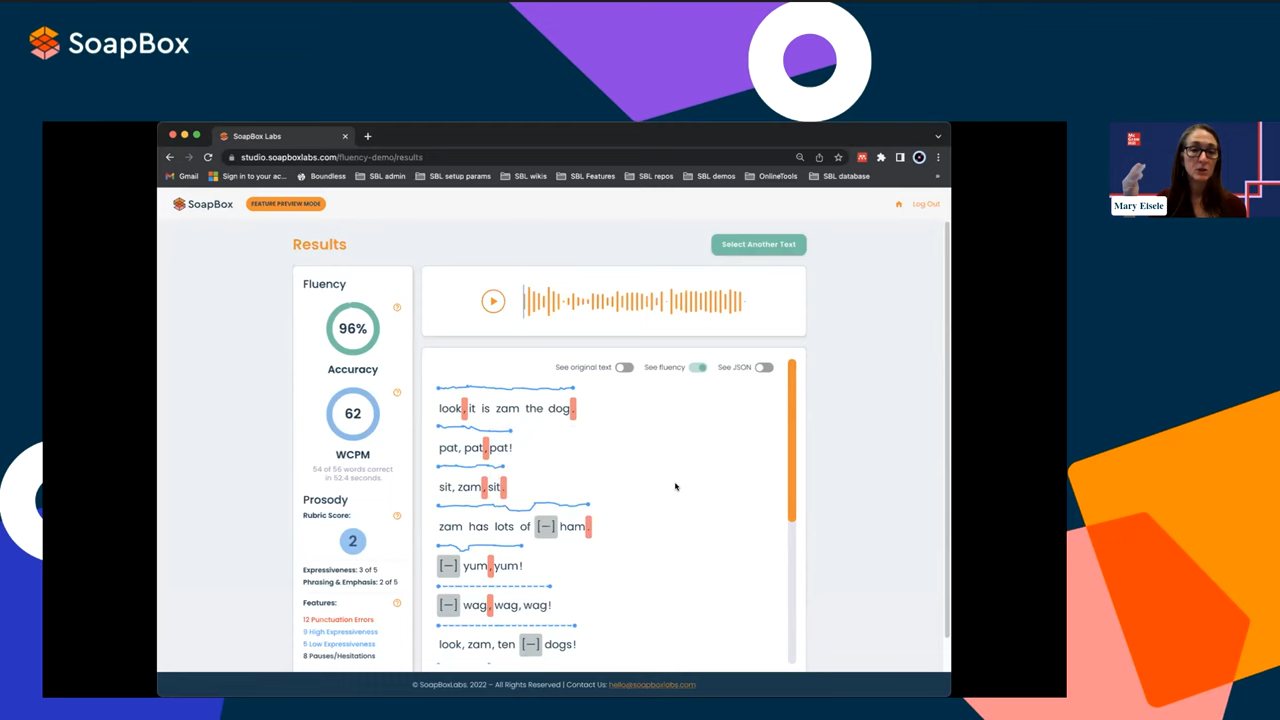 SoapBox
SoapBox Labs
studio.soapboxlabs.com/fluency-demo/results
Gmail
Sign in to your ac...
Boundless
SBL admin
SBL setup params
SBL wikis
SBL Features
SBL repos
SBL demos
OnlineTools
SBL database
»
SoapBox
FEATURE PREVIEW MODE
Log Out
Results
Select Another Text
Fluency
96%
Accuracy
62
WCPM
54 of 56 words correct
in 52.4 seconds
Prosody
Rubric Score:
2
Expressiveness: 3 of 5
Phrasing & Emphasis: 2 of 5
Features:
12 Punctuation Errors
9 High Expressiveness
5 Low Expressiveness
8 Pauses/Hesitations
See original text
See fluency
See JSON
look, it is zam the dog.
pat, pat, pat!
sit, zam, sit.
zam has lots of [—] ham.
[—] yum, yum!
[—] wag, wag, wag!
look, zam, ten [—] dogs!
© SoapBoxLabs. 2022 – All Rights Reserved | Contact Us: hello@soapboxlabs.com
Mc
Graw
Hill
Mary Eisele